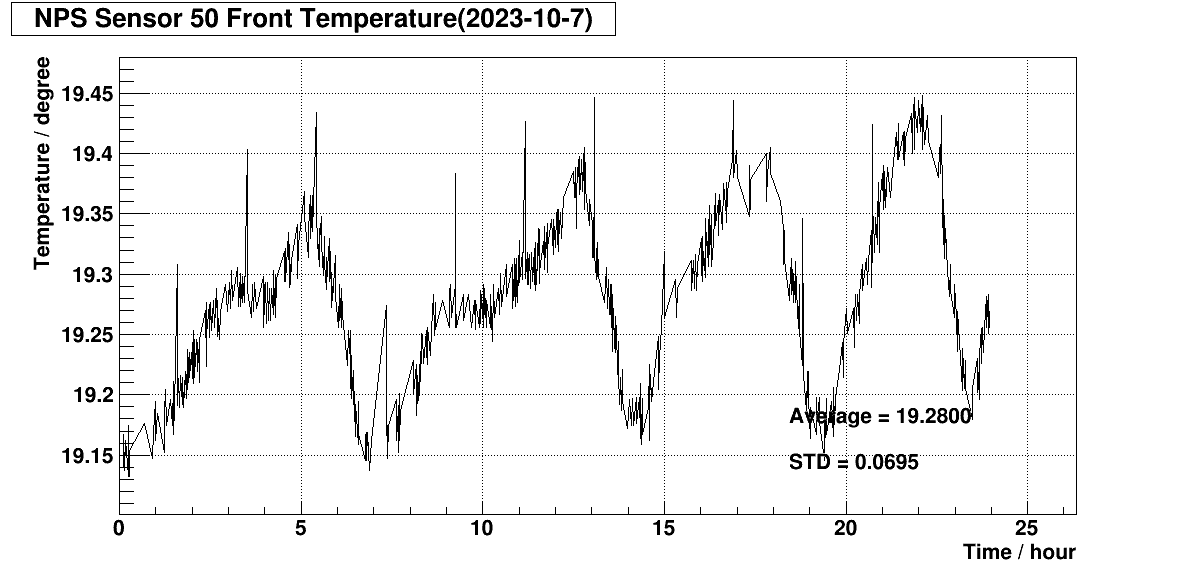 NPS Sensor 50 Front Temperature(2023-10-7)
Temperature / degree
19.45
19.4
19.35
19.3
19.25
19.2
19.15
Average = 19.2800
STD = 0.0695
0 5 10 15 20 25
Time / hour